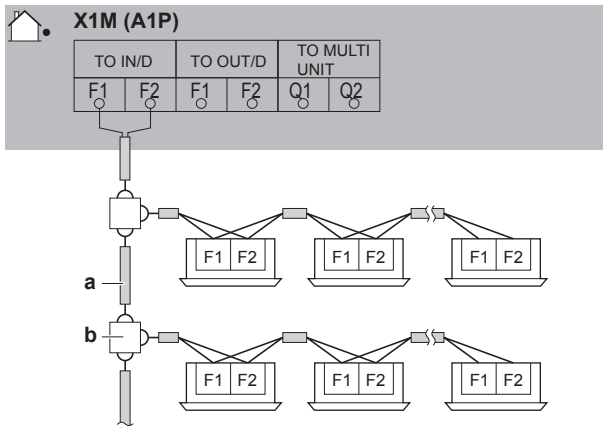 X1M (A1P)
TO IN/D TO OUT/D TO MULTI UNIT
F1 F2 F1 F2 Q1 Q2
F1 F2 F1 F2 F1 F2
a
b
F1 F2 F1 F2 F1 F2